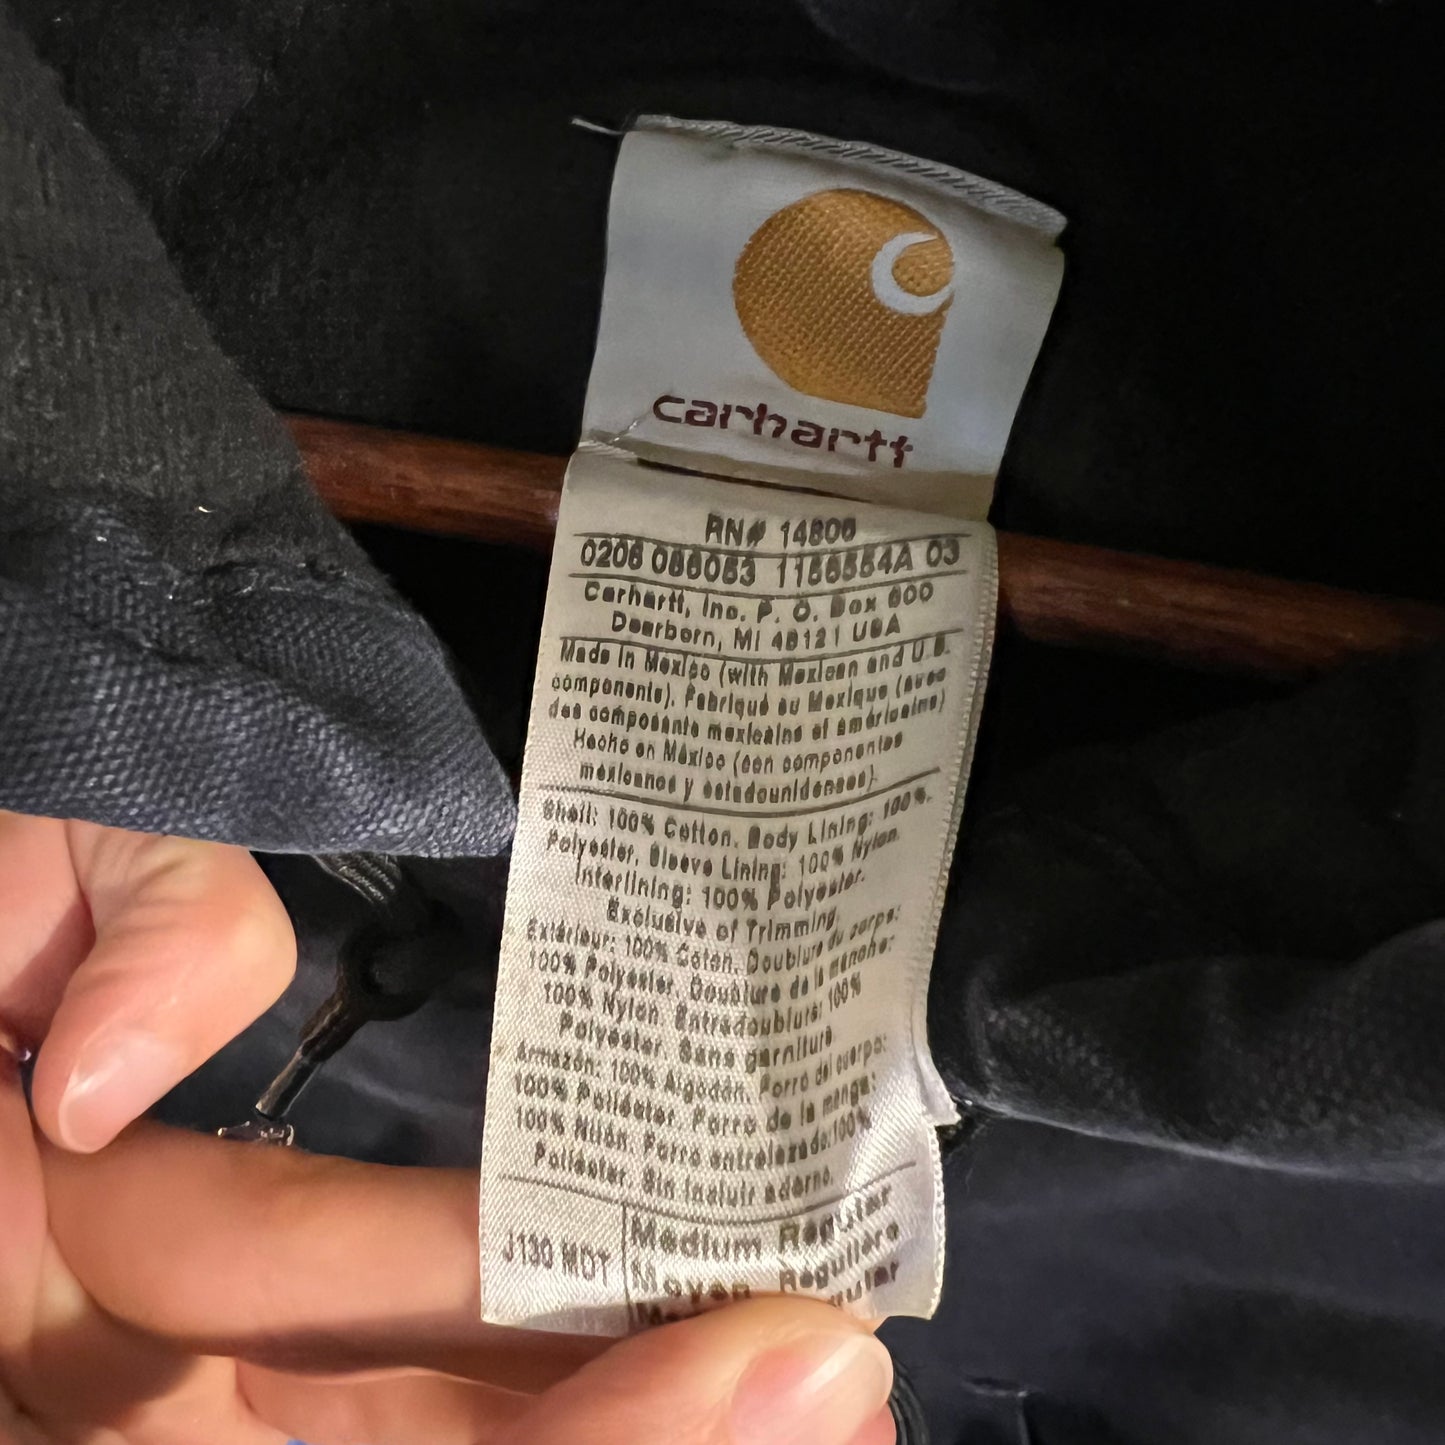 carhartt
RN# 14806
0206 086053 1156554A 03
Carhartt, Inc. P. O. Box 600
Dearborn, MI 48121 USA
Made in Mexico (with Mexican and U.S.
components). Fabriqué au Mexique (avec
des composants mexicains et américains)
Hecho en México (con componentes
mexicanos y estadounidenses).
Shell: 100% Cotton. Body Lining: 100%
Polyester. Sleeve Lining: 100% Nylon.
Interlining: 100% Polyester.
Exclusive of Trimming.
Extérieur: 100% Coton. Doublure du corps:
100% Polyester. Doublure de la manche:
100% Nylon. Entredoublure: 100%
Polyester. Sans garniture.
Armazón: 100% Algodón. Forro del cuerpo:
100% Poliéster. Forro de la manga:
100% Nilón. Forro entrelazado: 100%
Poliéster. Sin incluir adorno.
J130 MDT
Medium Regular
Moyen Régulière